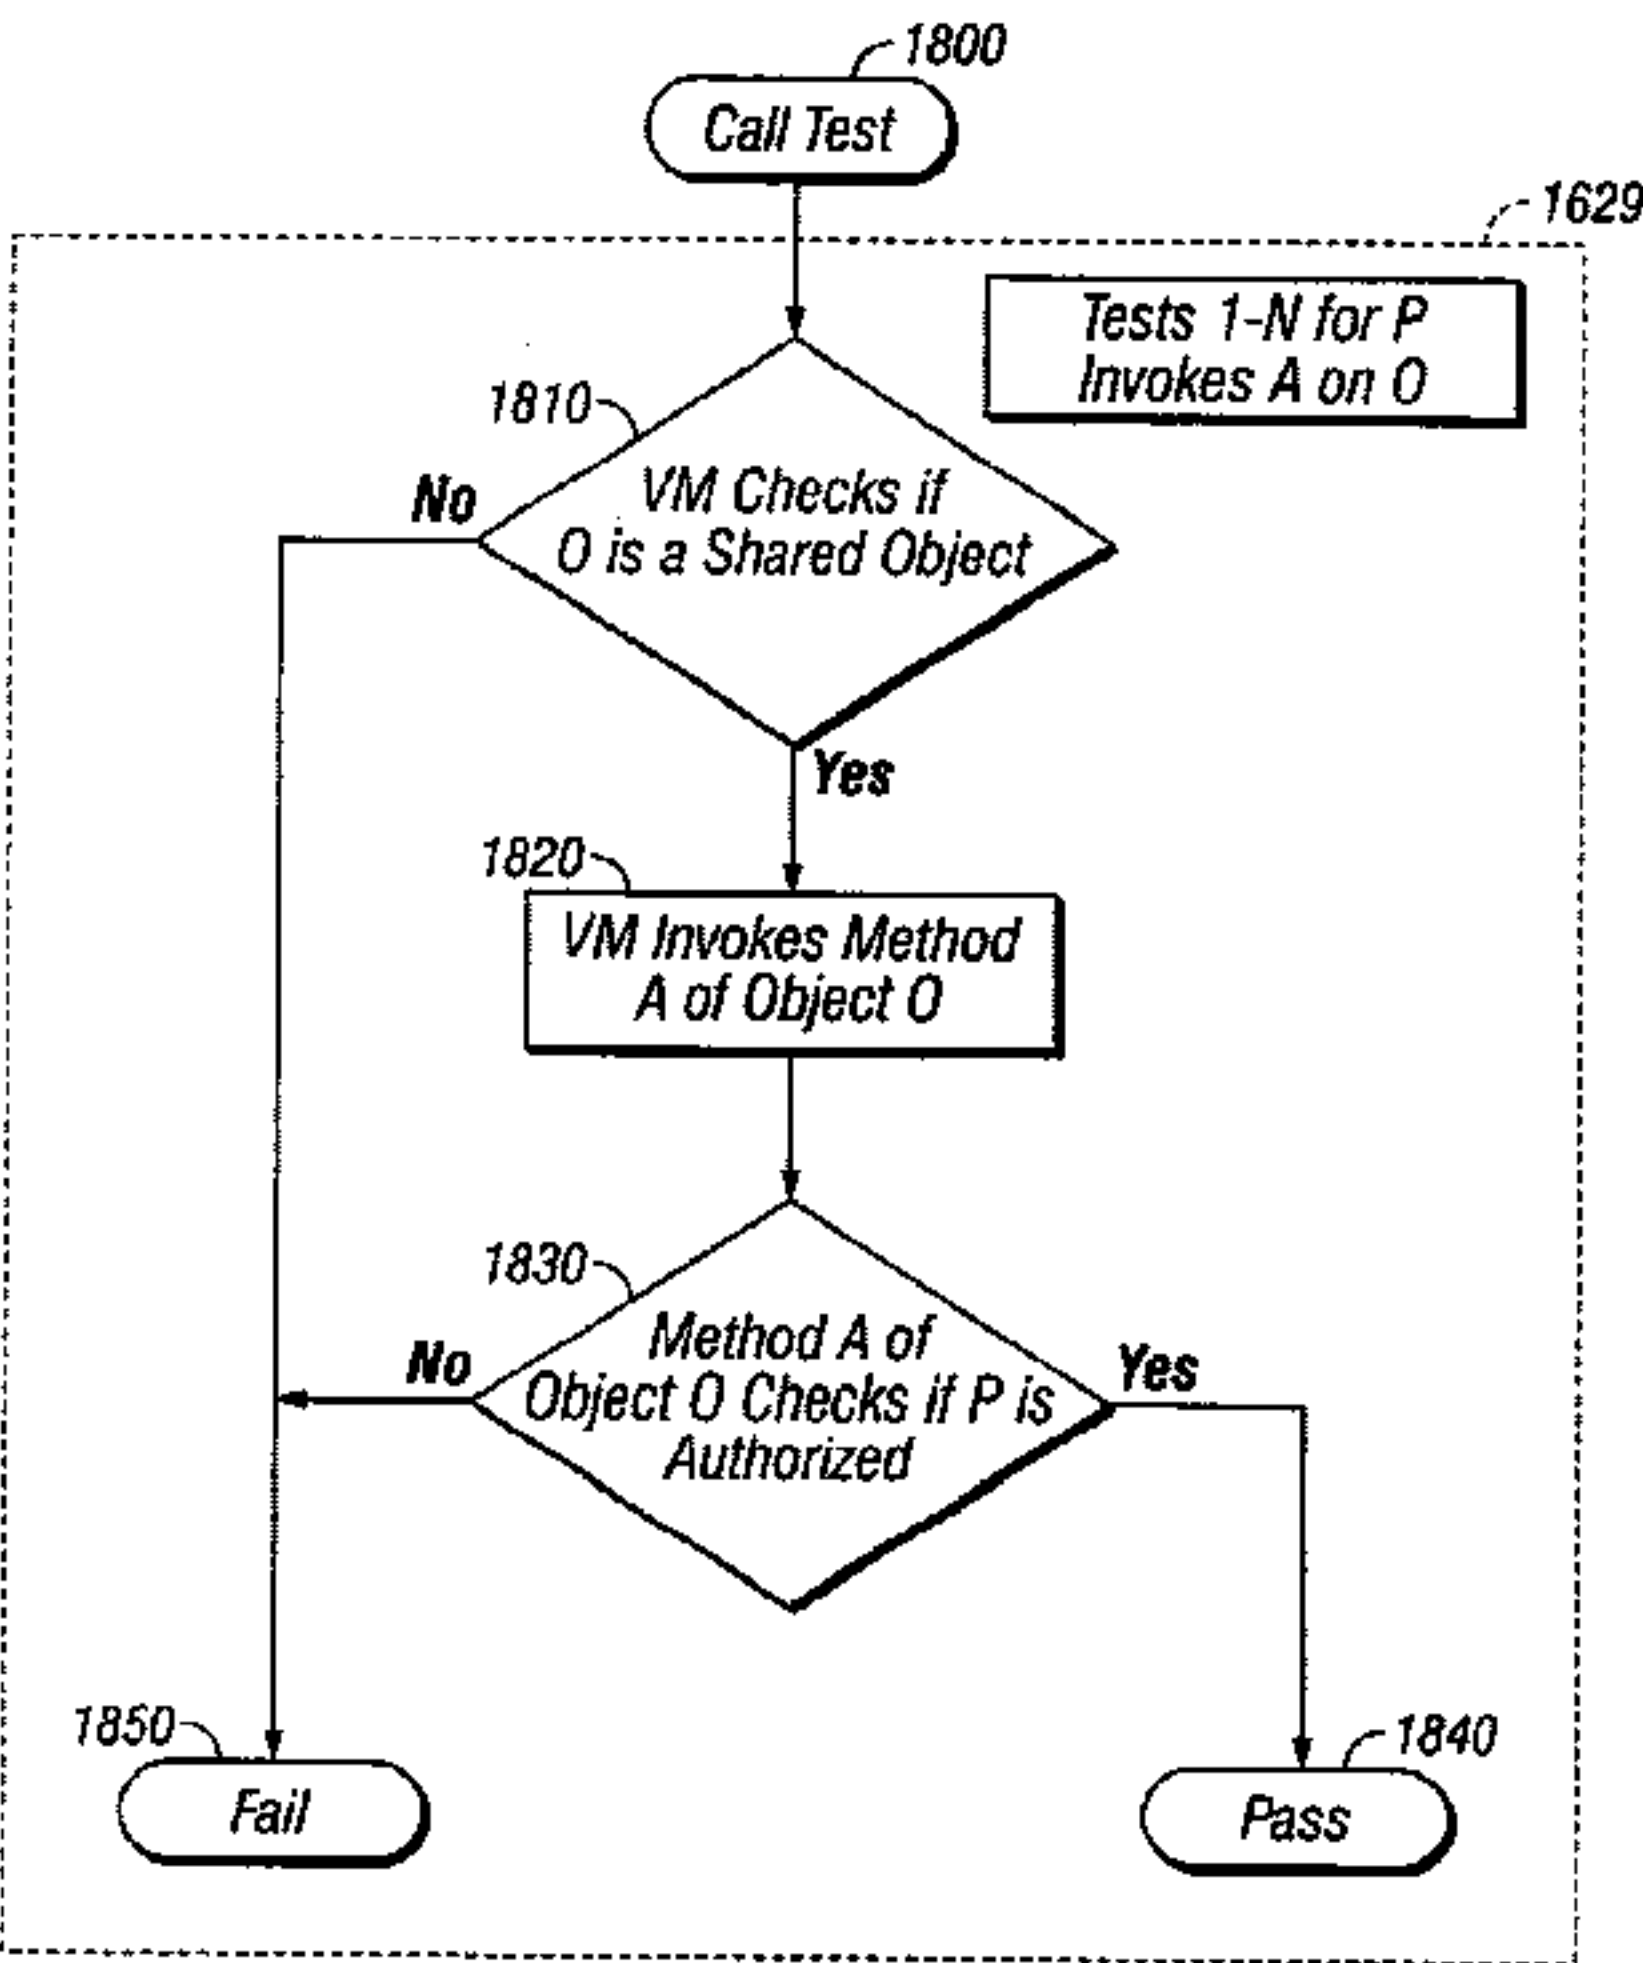 1800
Call Test
1629
Tests 1-N for P
Invokes A on O
1810
No
VM Checks if
O is a Shared Object
Yes
1820
VM Invokes Method
A of Object O
1830
No
Method A of
Object O Checks if P is
Authorized
Yes
1850
Fail
1840
Pass